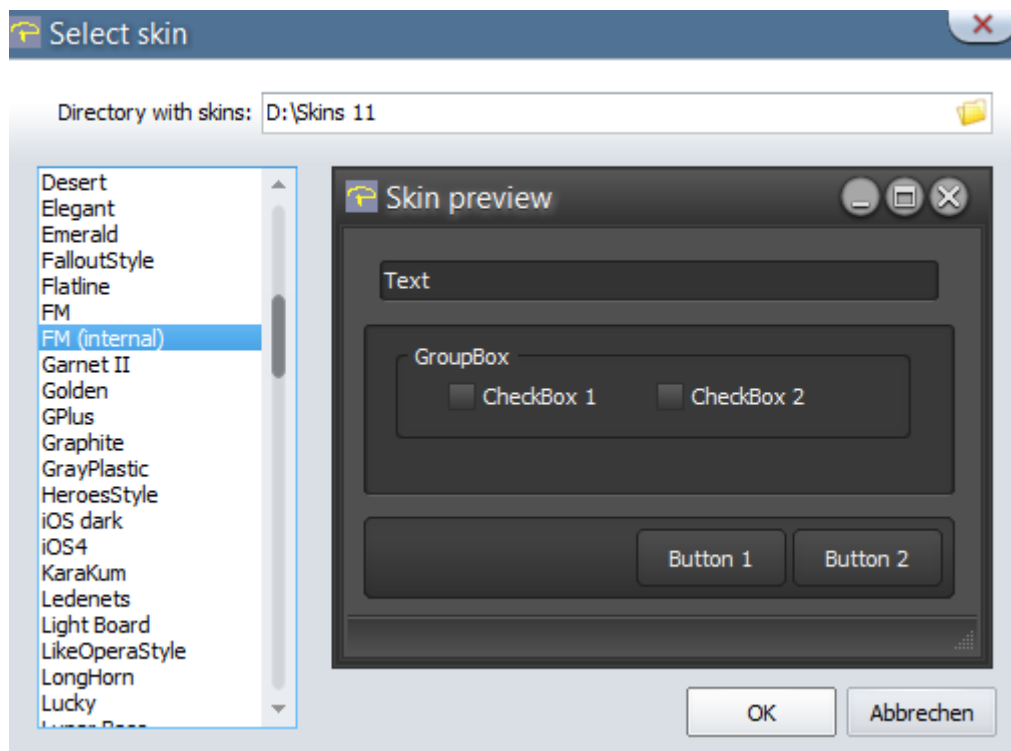 Select skin
Directory with skins: D:\Skins 11
Desert
Elegant
Emerald
FalloutStyle
Flatline
FM
FM (internal)
Garnet II
Golden
GPlus
Graphite
GrayPlastic
HeroesStyle
iOS dark
iOS4
KaraKum
Ledenets
Light Board
LikeOperaStyle
LongHorn
Lucky
Skin preview
Text
GroupBox
CheckBox 1 CheckBox 2
Button 1 Button 2
OK Abbrechen